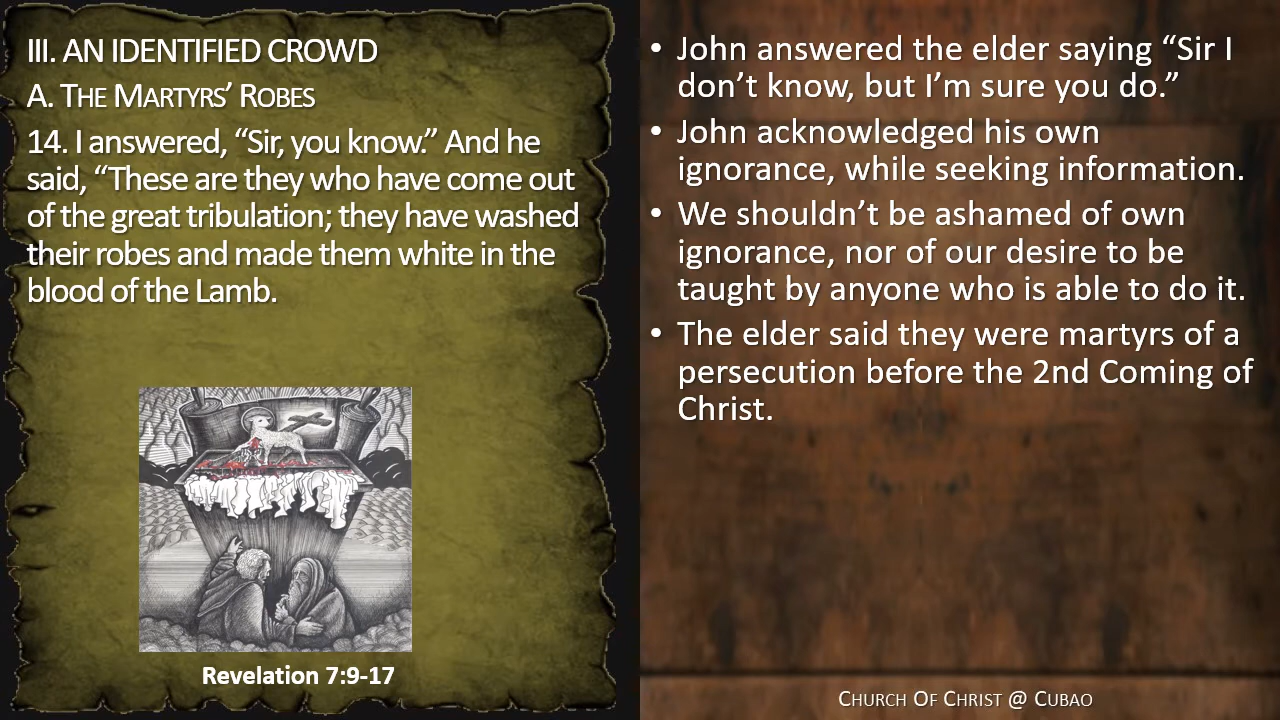 III. AN IDENTIFIED CROWD
A. THE MARTYRS’ ROBES
14. I answered, “Sir, you know.” And he
said, “These are they who have come out
of the great tribulation; they have washed
their robes and made them white in the
blood of the Lamb.
Revelation 7:9-17
• John answered the elder saying “Sir I
don’t know, but I’m sure you do.”
• John acknowledged his own
ignorance, while seeking information.
• We shouldn’t be ashamed of own
ignorance, nor of our desire to be
taught by anyone who is able to do it.
• The elder said they were martyrs of a
persecution before the 2nd Coming of
Christ.
CHURCH OF CHRIST @ CUBAO